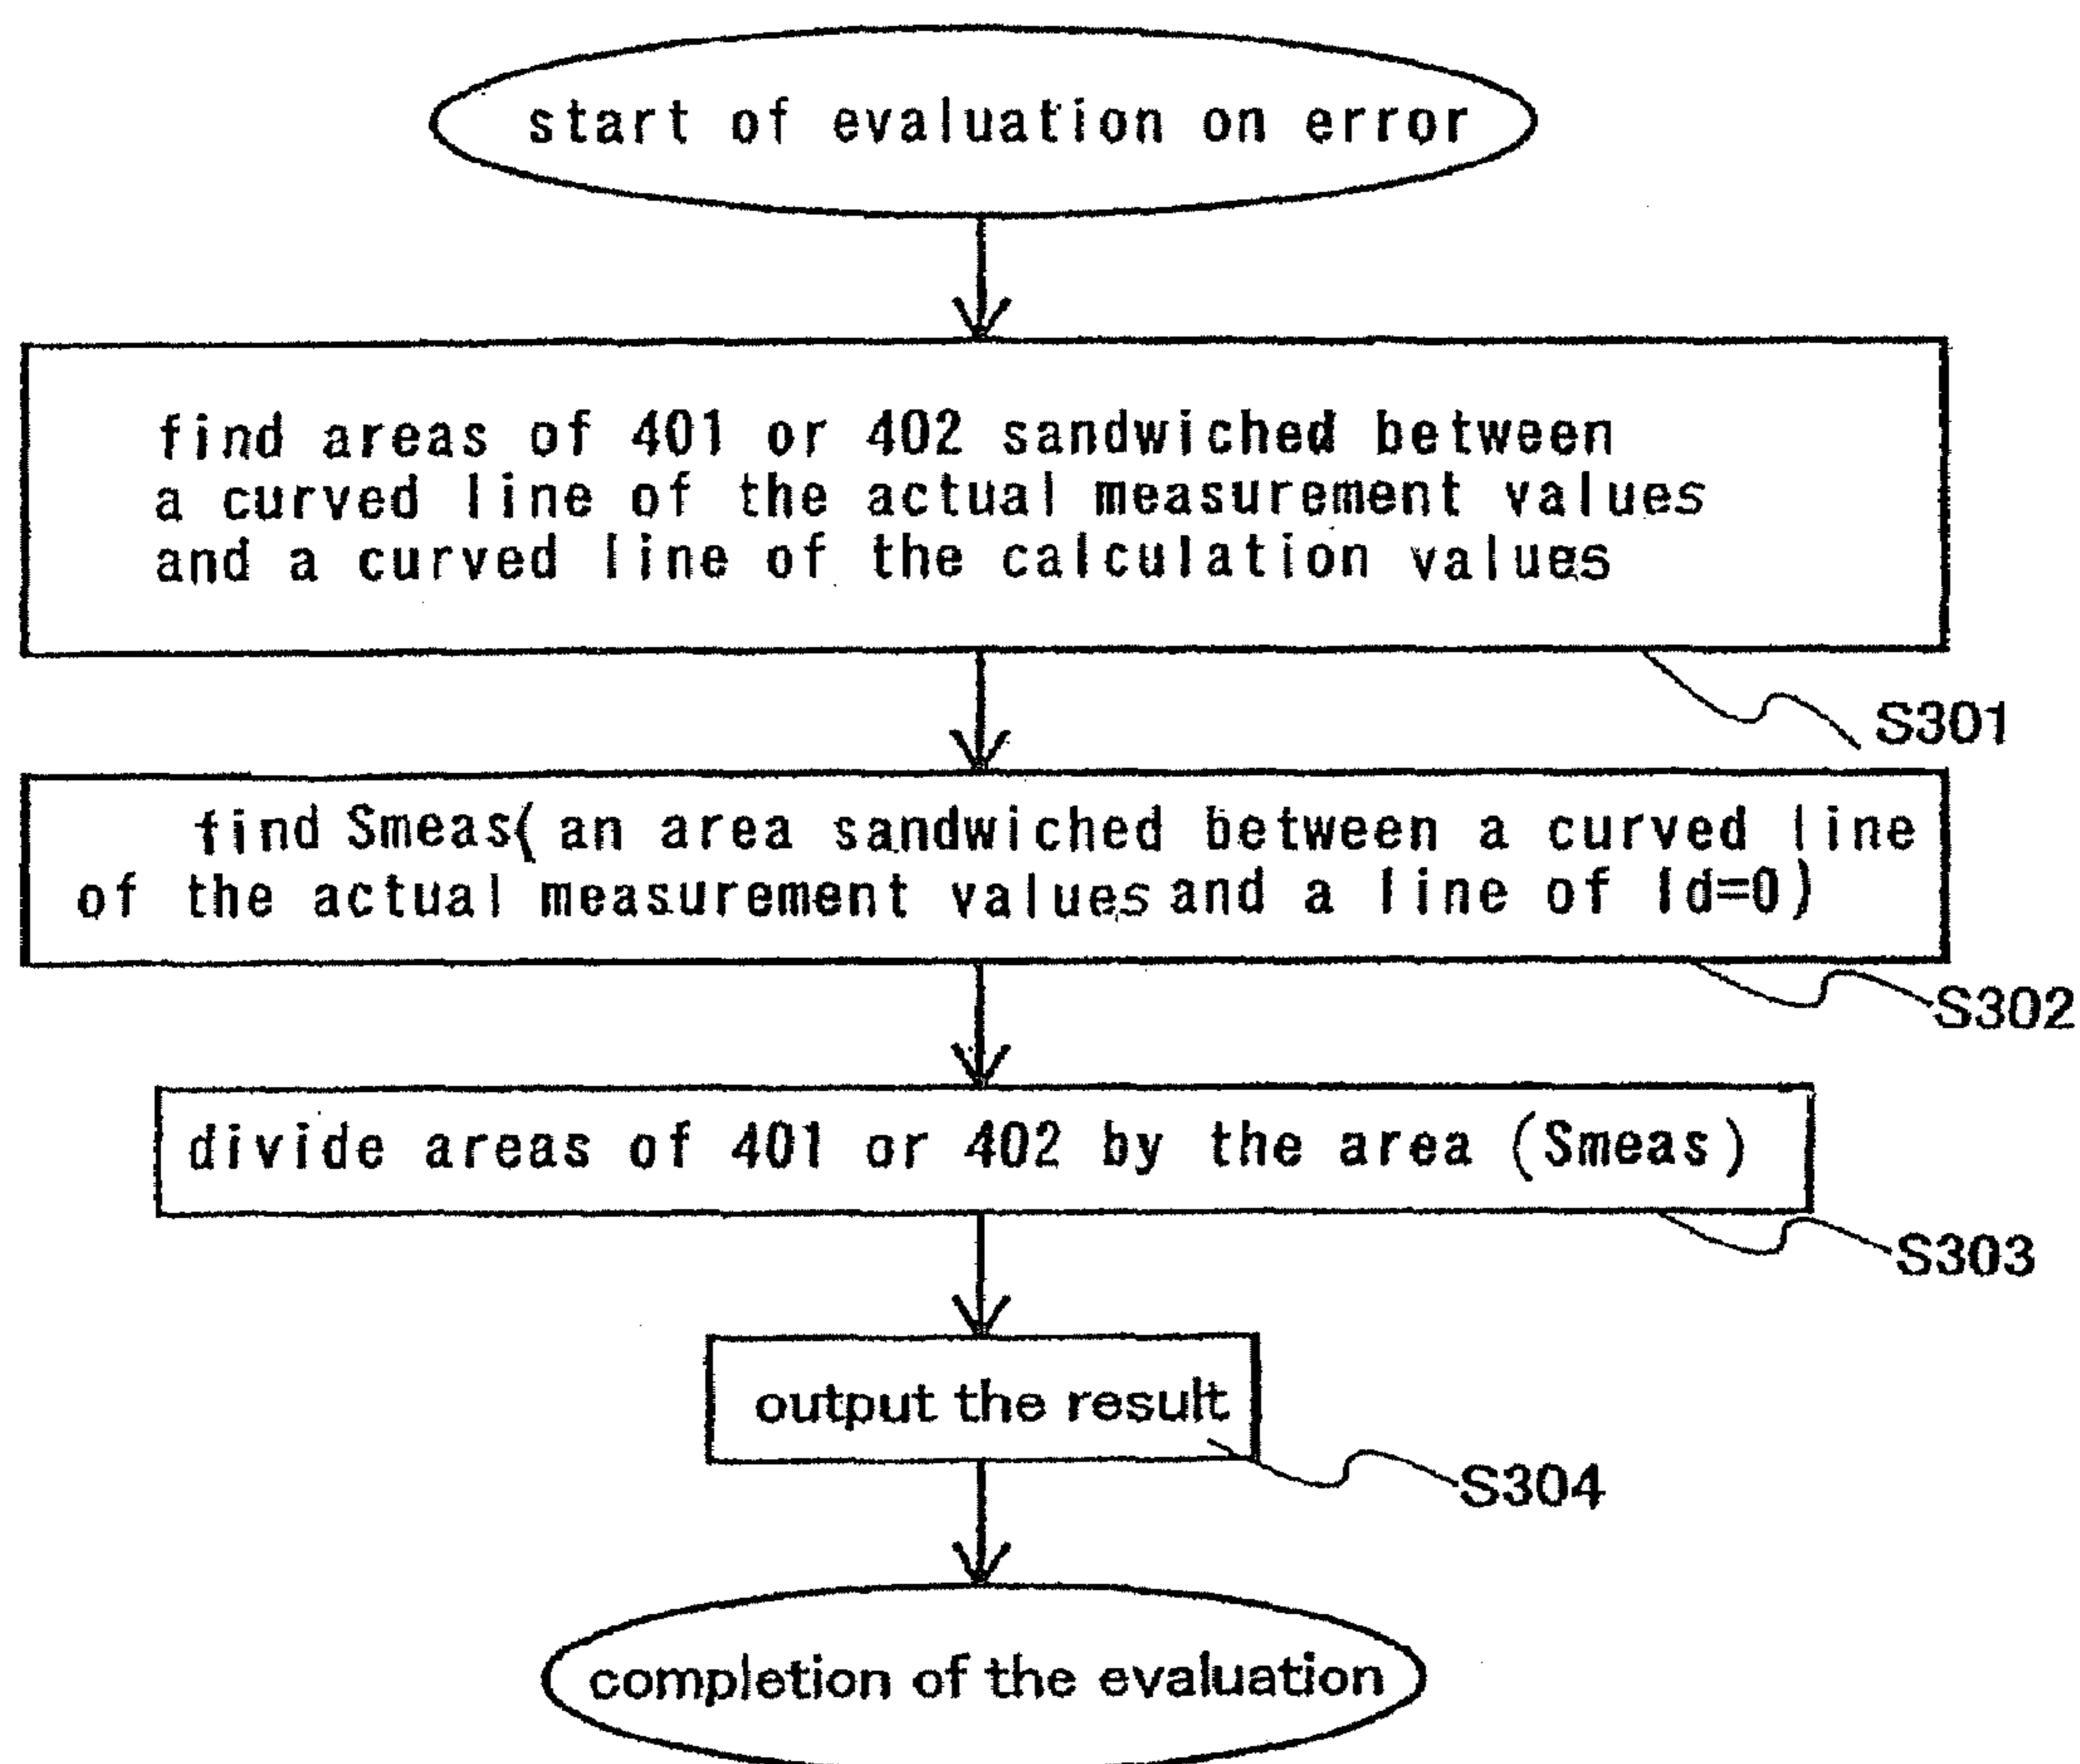 start of evaluation on error
find areas of 401 or 402 sandwiched between
a curved line of the actual measurement values
and a curved line of the calculation values
S301
find Smeas( an area sandwiched between a curved line
of the actual measurement values and a line of Id=0)
S302
divide areas of 401 or 402 by the area (Smeas)
S303
output the result
S304
completion of the evaluation